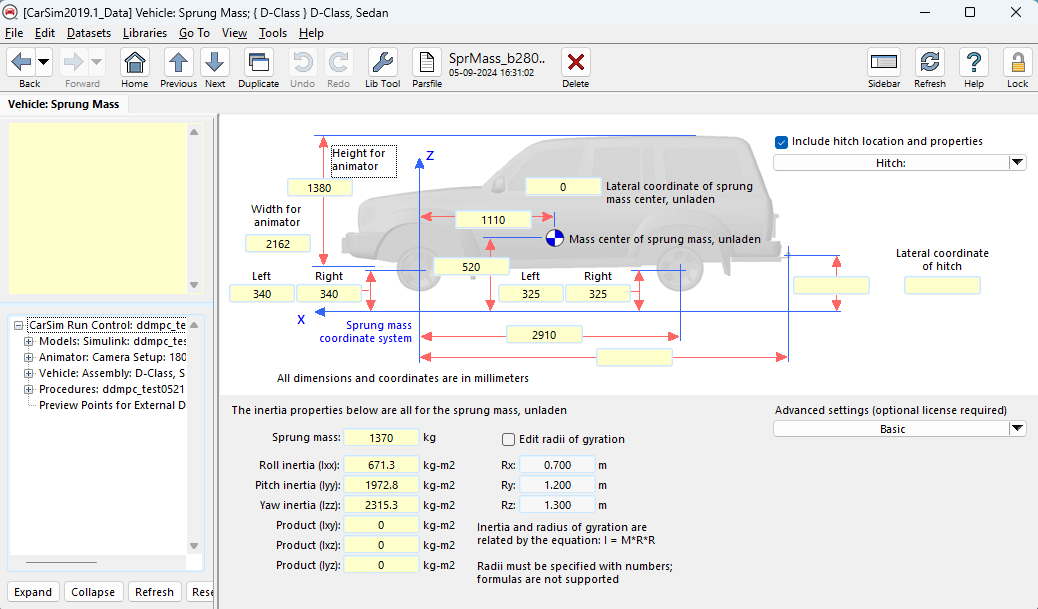 [CarSim2019.1_Data] Vehicle: Sprung Mass; { D-Class } D-Class, Sedan
File Edit Datasets Libraries Go To View Tools Help
Back Forward Home Previous Next Duplicate Undo Redo Lib Tool Parsfile
SprMass_b280..
05-09-2024 16:31:02
Delete Sidebar Refresh Help Lock
Vehicle: Sprung Mass
CarSim Run Control: ddmpc_te
Models: Simulink: ddmpc_tes
Animator: Camera Setup: 180
Vehicle: Assembly: D-Class, S
Procedures: ddmpc_test0521
Preview Points for External D
Expand Collapse Refresh Rese
Height for
animator
1380
Width for
animator
2162
Left Right
340 340
Z
X
Sprung mass
coordinate system
0
Lateral coordinate of sprung
mass center, unladen
1110
Mass center of sprung mass, unladen
520
Left Right
325 325
2910
Include hitch location and properties
Hitch:
Lateral coordinate
of hitch
All dimensions and coordinates are in millimeters
The inertia properties below are all for the sprung mass, unladen
Sprung mass: 1370 kg
Roll inertia (Ixx): 671.3 kg-m2
Pitch inertia (Iyy): 1972.8 kg-m2
Yaw inertia (Izz): 2315.3 kg-m2
Product (Ixy): 0 kg-m2
Product (Ixz): 0 kg-m2
Product (Iyz): 0 kg-m2
Edit radii of gyration
Rx: 0.700 m
Ry: 1.200 m
Rz: 1.300 m
Inertia and radius of gyration are
related by the equation: I = M*R*R
Radii must be specified with numbers;
formulas are not supported
Advanced settings (optional license required)
Basic